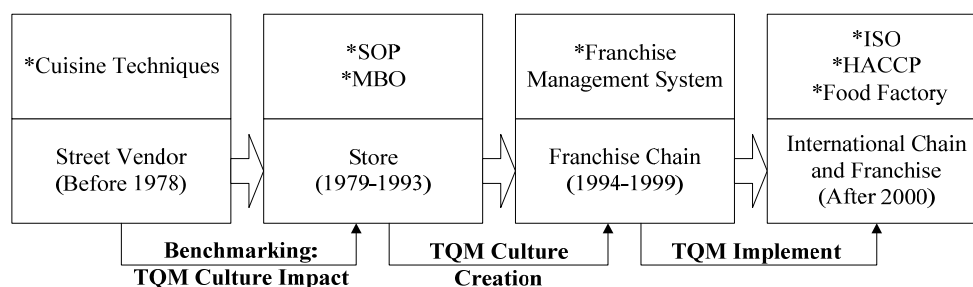 *Cuisine Techniques
*SOP
*MBO
*Franchise
Management System
*ISO
*HACCP
*Food Factory
Street Vendor
(Before 1978)
Store
(1979-1993)
Franchise Chain
(1994-1999)
International Chain
and Franchise
(After 2000)
Benchmarking:
TQM Culture Impact
TQM Culture
Creation
TQM Implement